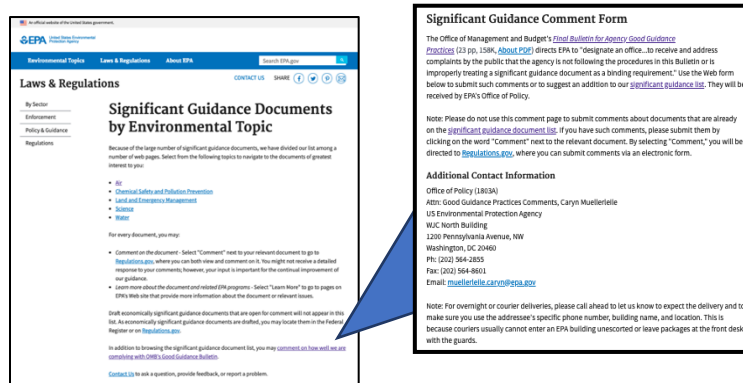 An official website of the United States government.
EPA United States Environmental
Protection Agency
Environmental Topics Laws & Regulations About EPA Search EPA.gov
Laws & Regulations
CONTACT US SHARE
By Sector
Enforcement
Policy & Guidance
Regulations
Significant Guidance Documents
by Environmental Topic
Because of the large number of significant guidance documents, we have divided our list among a
number of web pages. Select from the following topics to navigate to the documents of greatest
interest to you:
Air
Chemical Safety and Pollution Prevention
Land and Emergency Management
Science
Water
For every document, you may:
Comment on the document - Select "Comment" next to your relevant document to go to
Regulations.gov, where you can both view and comment on it. You might not receive a detailed
response to your comments; however, your input is important for the continual improvement of
our guidance.
Learn more about the document and related EPA programs - Select "Learn More" to go to pages on
EPA's Web site that provide more information about the document or relevant issues.
Draft economically significant guidance documents that are open for comment will not appear in this
list. As economically significant guidance documents are drafted, you may locate them in the Federal
Register or on Regulations.gov.
In addition to browsing the significant guidance document list, you may comment on how well we are
complying with OMB's Good Guidance Bulletin.
Contact Us to ask a question, provide feedback, or report a problem.
Significant Guidance Comment Form
The Office of Management and Budget's Final Bulletin for Agency Good Guidance
Practices (23 pp, 158K, About PDF) directs EPA to "designate an office...to receive and address
complaints by the public that the agency is not following the procedures in this Bulletin or is
improperly treating a significant guidance document as a binding requirement." Use the Web form
below to submit such comments or to suggest an addition to our significant guidance list. They will be
received by EPA's Office of Policy.
Note: Please do not use this comment page to submit comments about documents that are already
on the significant guidance document list. If you have such comments, please submit them by
clicking on the word "Comment" next to the relevant document. By selecting "Comment," you will be
directed to Regulations.gov, where you can submit comments via an electronic form.
Additional Contact Information
Office of Policy (1803A)
Attn: Good Guidance Practices Comments, Caryn Muellerleile
US Environmental Protection Agency
WJC North Building
1200 Pennsylvania Avenue, NW
Washington, DC 20460
Ph: (202) 564-2855
Fax: (202) 564-8601
Email: muellerleile.caryn@epa.gov
Note: For overnight or courier deliveries, please call ahead to let us know to expect the delivery and to
make sure you use the addressee's specific phone number, building name, and location. This is
because couriers usually cannot enter an EPA building unescorted or leave packages at the front desk
with the guards.